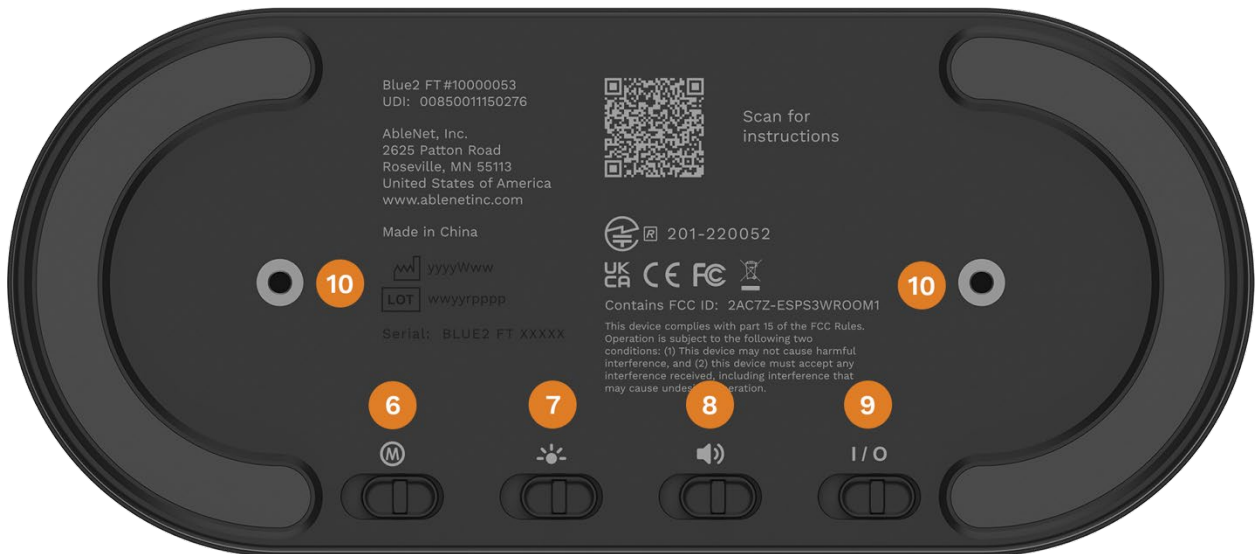 Blue2 FT #10000053
UDI: 00850011150276
AbleNet, Inc.
2625 Patton Road
Roseville, MN 55113
United States of America
www.ablenetinc.com
Made in China
yyyyWww
LOT wwyyrpppp
Serial: BLUE2 FT XXXXX
Scan for
instructions
R 201-220052
UK
CA CE FC
Contains FCC ID: 2AC7Z-ESPS3WROOM1
This device complies with part 15 of the FCC Rules.
Operation is subject to the following two
conditions: (1) This device may not cause harmful
interference, and (2) this device must accept any
interference received, including interference that
may cause
10
10
6
7
8
9
M
I / O